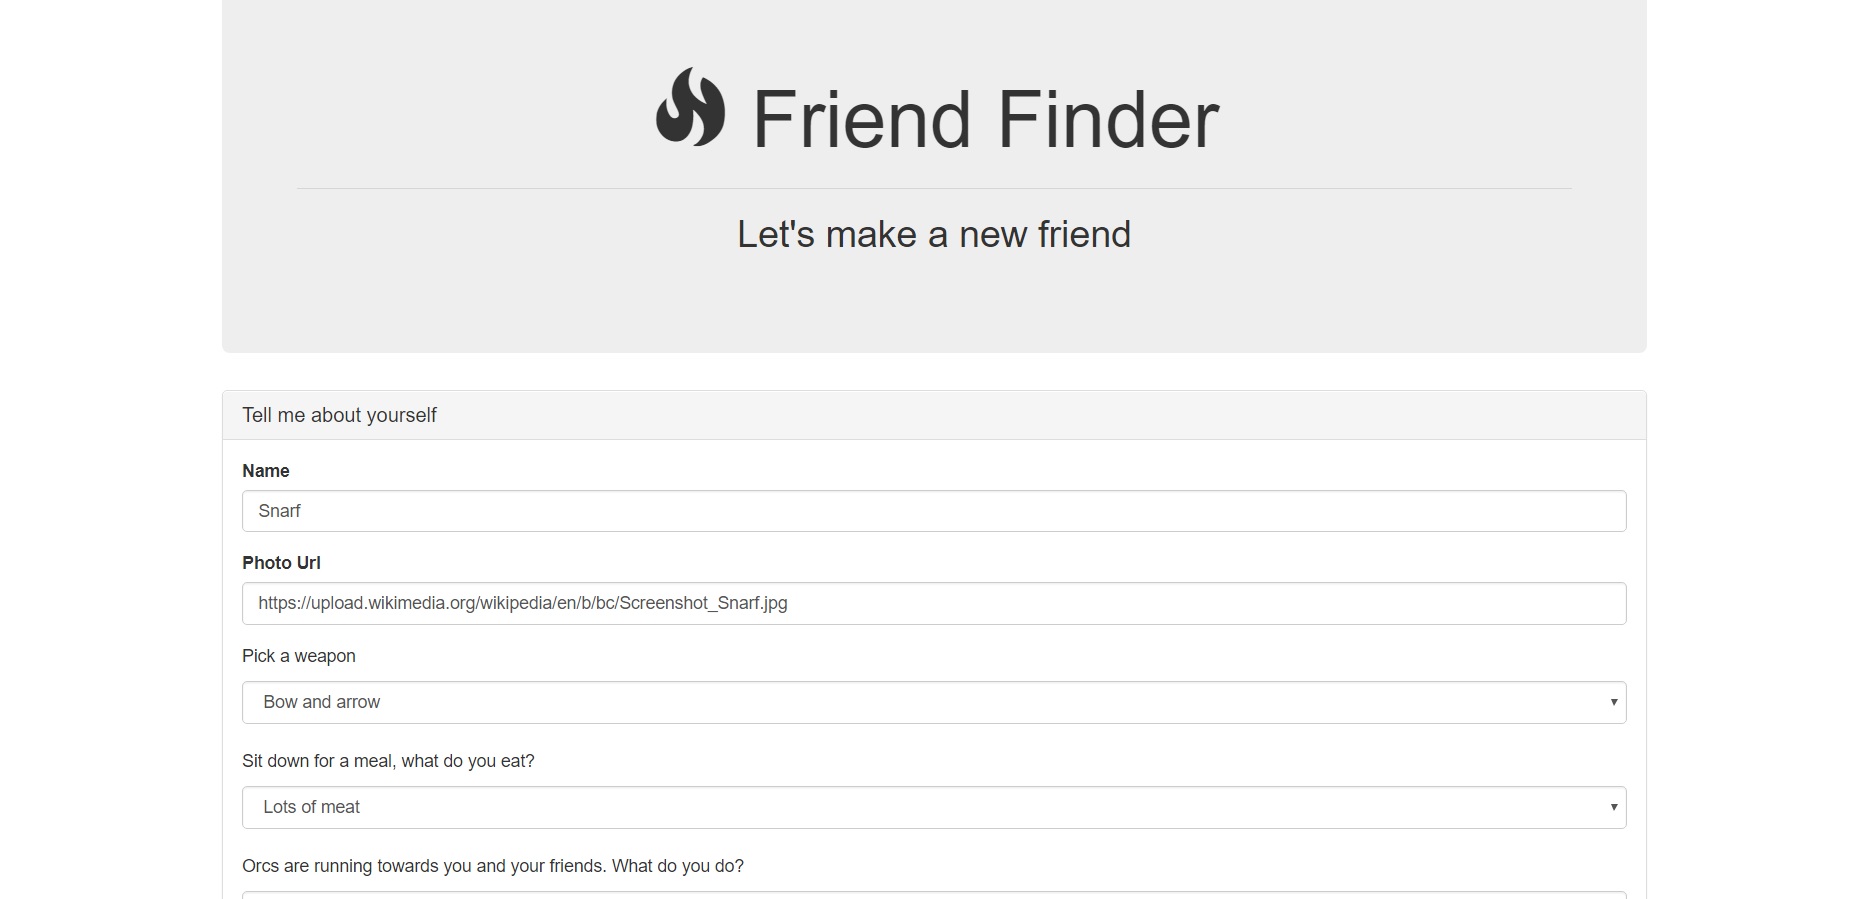 Friend Finder
Let's make a new friend
Tell me about yourself
Name
Snarf
Photo Url
https://upload.wikimedia.org/wikipedia/en/b/bc/Screenshot_Snarf.jpg
Pick a weapon
Bow and arrow
Sit down for a meal, what do you eat?
Lots of meat
Orcs are running towards you and your friends. What do you do?